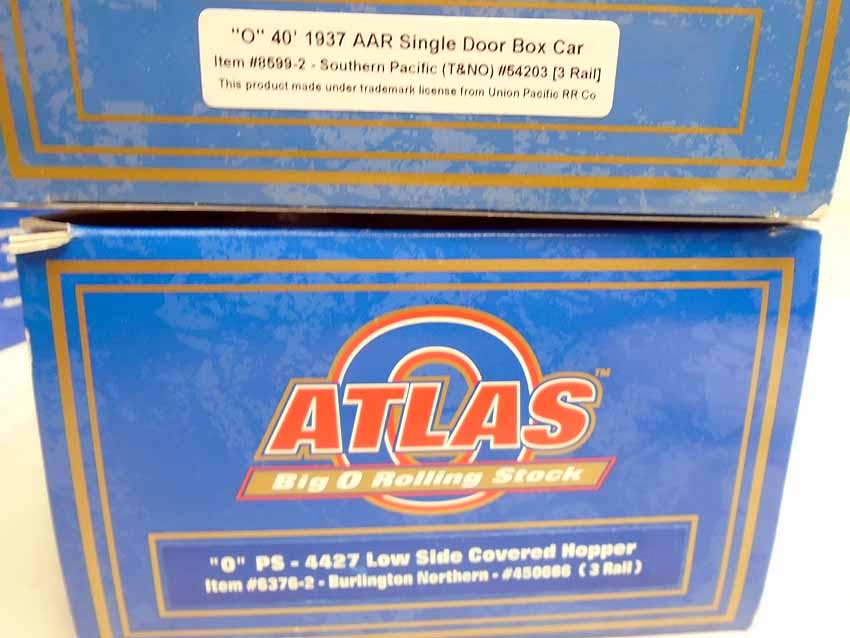 "O" 40' 1937 AAR Single Door Box Car
Item #8599-2 - Southern Pacific (T&NO) #54203 [3 Rail]
This product made under trademark license from Union Pacific RR Co
ATLAS™
Big O Rolling Stock
"O" PS - 4427 Low Side Covered Hopper
Item #6376-2 - Burlington Northern - #450666 ( 3 Rail )